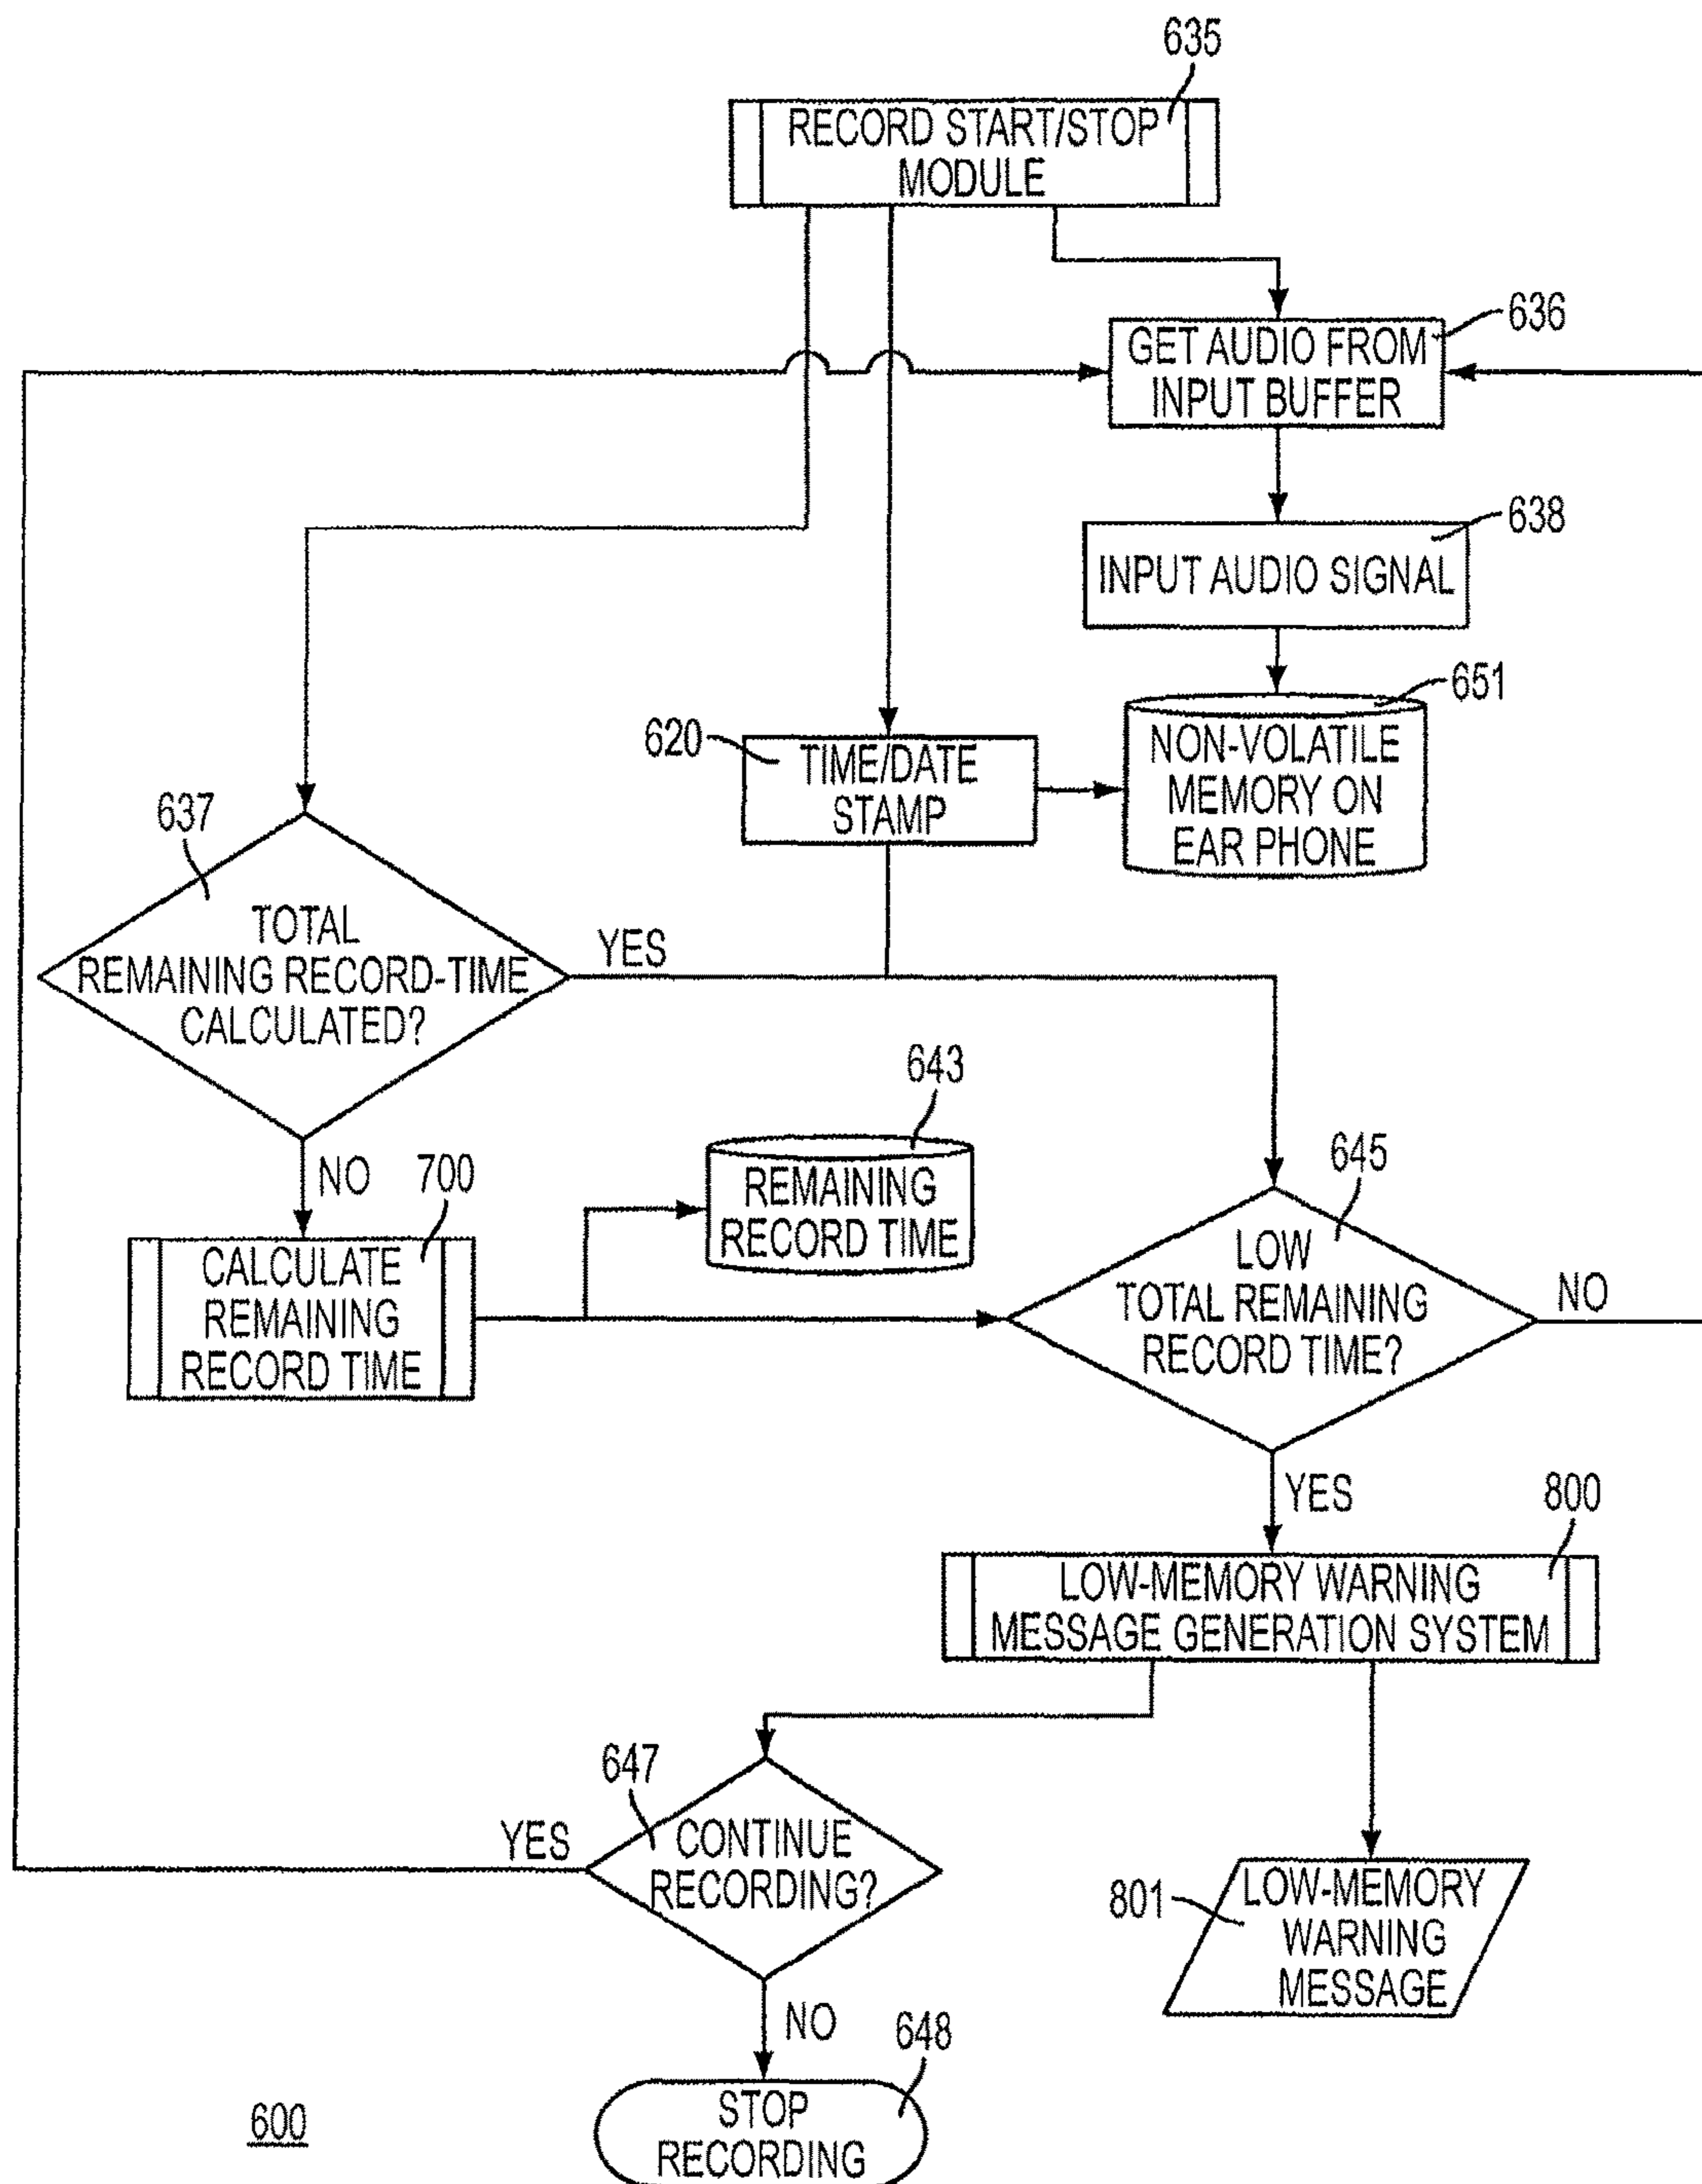 635
RECORD START/STOP
MODULE
636
GET AUDIO FROM
INPUT BUFFER
638
INPUT AUDIO SIGNAL
651
NON-VOLATILE
MEMORY ON
EAR PHONE
620
TIME/DATE
STAMP
637
TOTAL
REMAINING RECORD-TIME
CALCULATED?
YES
NO
700
CALCULATE
REMAINING
RECORD TIME
643
REMAINING
RECORD TIME
645
LOW
TOTAL REMAINING
RECORD TIME?
NO
YES
800
LOW-MEMORY WARNING
MESSAGE GENERATION SYSTEM
647
YES
CONTINUE
RECORDING?
801
LOW-MEMORY
WARNING
MESSAGE
NO
648
STOP
RECORDING
600